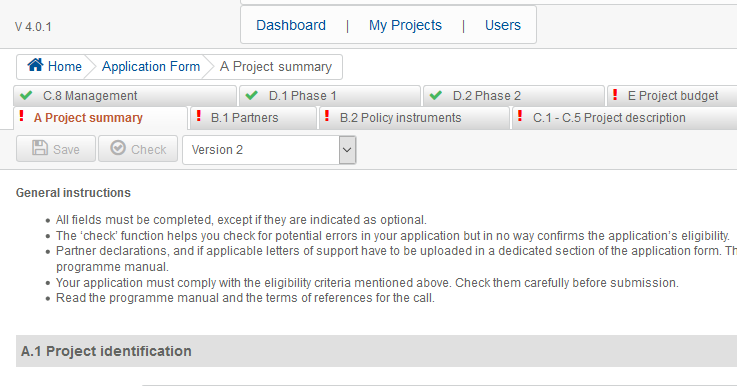 V 4.0.1
Dashboard | My Projects | Users
Home Application Form A Project summary
C.8 Management D.1 Phase 1 D.2 Phase 2 E Project budget
A Project summary B.1 Partners B.2 Policy instruments C.1 - C.5 Project description
Save Check Version 2
General instructions
All fields must be completed, except if they are indicated as optional.
The 'check' function helps you check for potential errors in your application but in no way confirms the application's eligibility.
Partner declarations, and if applicable letters of support have to be uploaded in a dedicated section of the application form. Th
programme manual.
Your application must comply with the eligibility criteria mentioned above. Check them carefully before submission.
Read the programme manual and the terms of references for the call.
A.1 Project identification